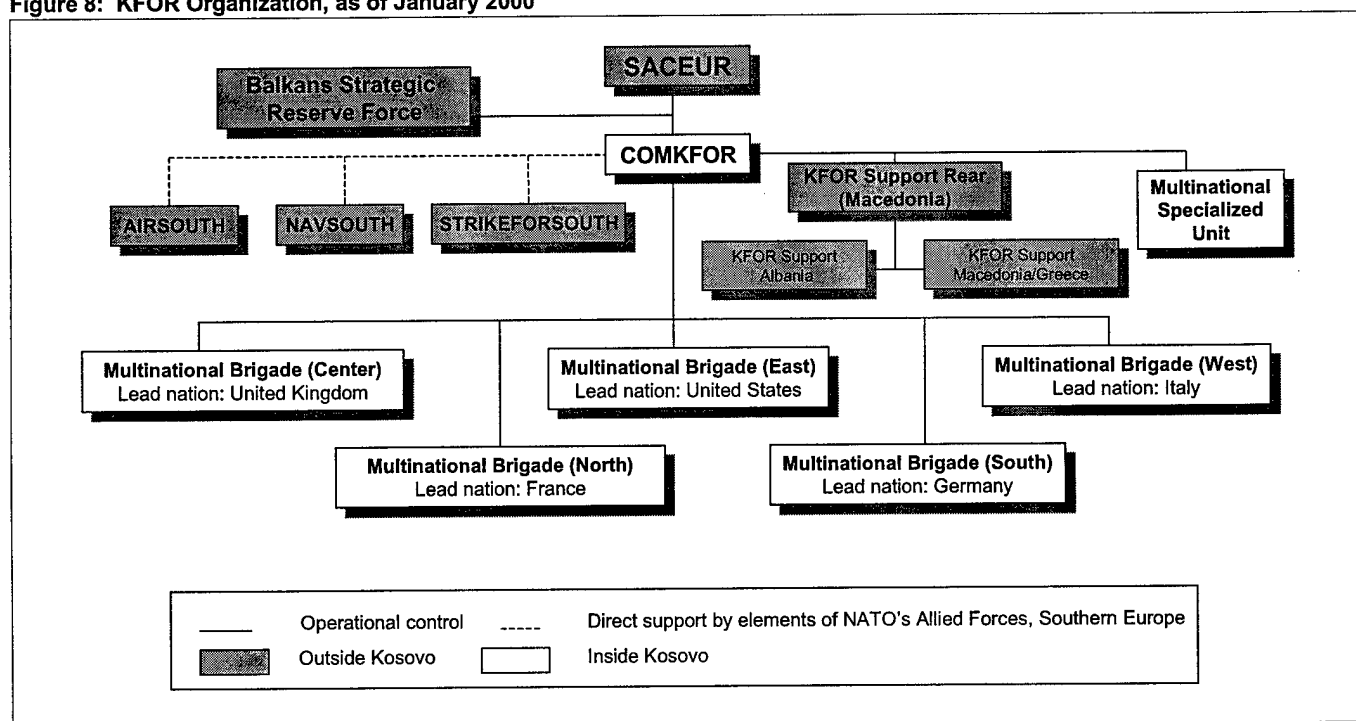 Figure 8: KFOR Organization, as of January 2000
SACEUR
Balkans Strategic
Reserve Force
COMKFOR
AIRSOUTH
NAVSOUTH
STRIKEFORSOUTH
KFOR Support Rear
(Macedonia)
Multinational
Specialized
Unit
KFOR Support
Albania
KFOR Support
Macedonia/Greece
Multinational Brigade (Center)
Lead nation: United Kingdom
Multinational Brigade (East)
Lead nation: United States
Multinational Brigade (West)
Lead nation: Italy
Multinational Brigade (North)
Lead nation: France
Multinational Brigade (South)
Lead nation: Germany
Operational control
Direct support by elements of NATO's Allied Forces, Southern Europe
Outside Kosovo
Inside Kosovo